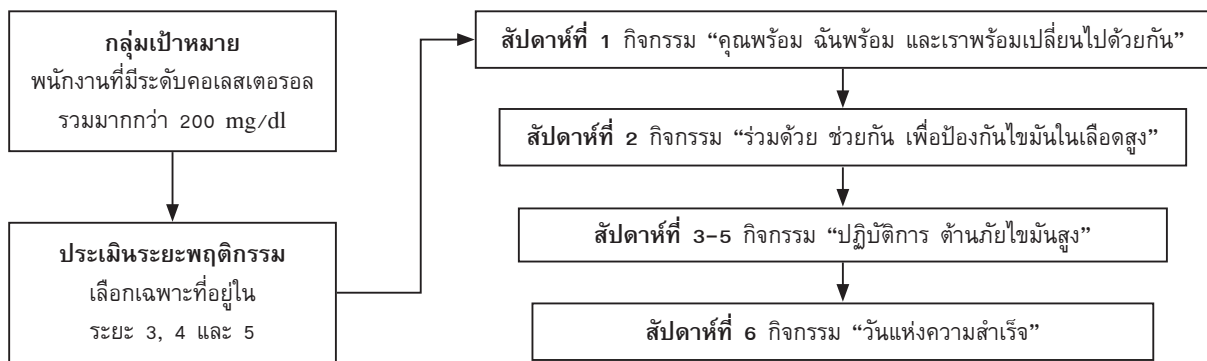 กลุ่มเป้าหมาย
พนักงานที่มีระดับคอเลสเตอรอล
รวมมากกว่า 200 mg/dl
ประเมินระยะพฤติกรรม
เลือกเฉพาะที่อยู่ใน
ระยะ 3, 4 และ 5
สัปดาห์ที่ 1 กิจกรรม “คุณพร้อม ฉันพร้อม และเราพร้อมเปลี่ยนไปด้วยกัน”
สัปดาห์ที่ 2 กิจกรรม “ร่วมด้วย ช่วยกัน เพื่อป้องกันไขมันในเลือดสูง”
สัปดาห์ที่ 3-5 กิจกรรม “ปฏิบัติการ ต้านภัยไขมันสูง”
สัปดาห์ที่ 6 กิจกรรม “วันแห่งความสำเร็จ”